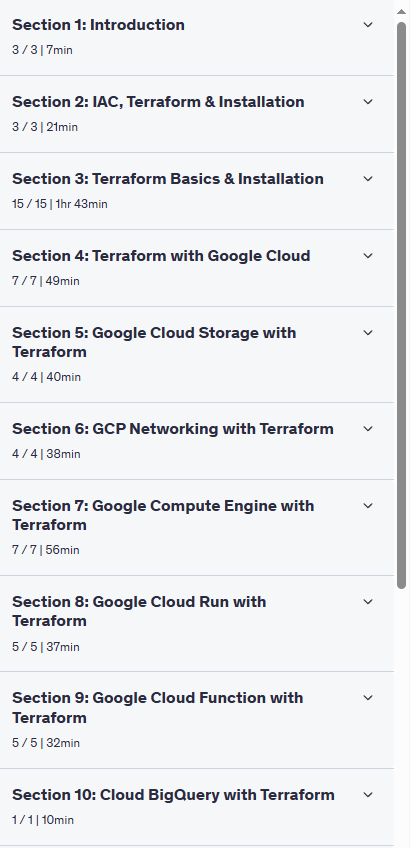 Section 1: Introduction
3 / 3 | 7min
Section 2: IAC, Terraform & Installation
3 / 3 | 21min
Section 3: Terraform Basics & Installation
15 / 15 | 1hr 43min
Section 4: Terraform with Google Cloud
7 / 7 | 49min
Section 5: Google Cloud Storage with
Terraform
4 / 4 | 40min
Section 6: GCP Networking with Terraform
4 / 4 | 38min
Section 7: Google Compute Engine with
Terraform
7 / 7 | 56min
Section 8: Google Cloud Run with
Terraform
5 / 5 | 37min
Section 9: Google Cloud Function with
Terraform
5 / 5 | 32min
Section 10: Cloud BigQuery with Terraform
1 / 1 | 10min